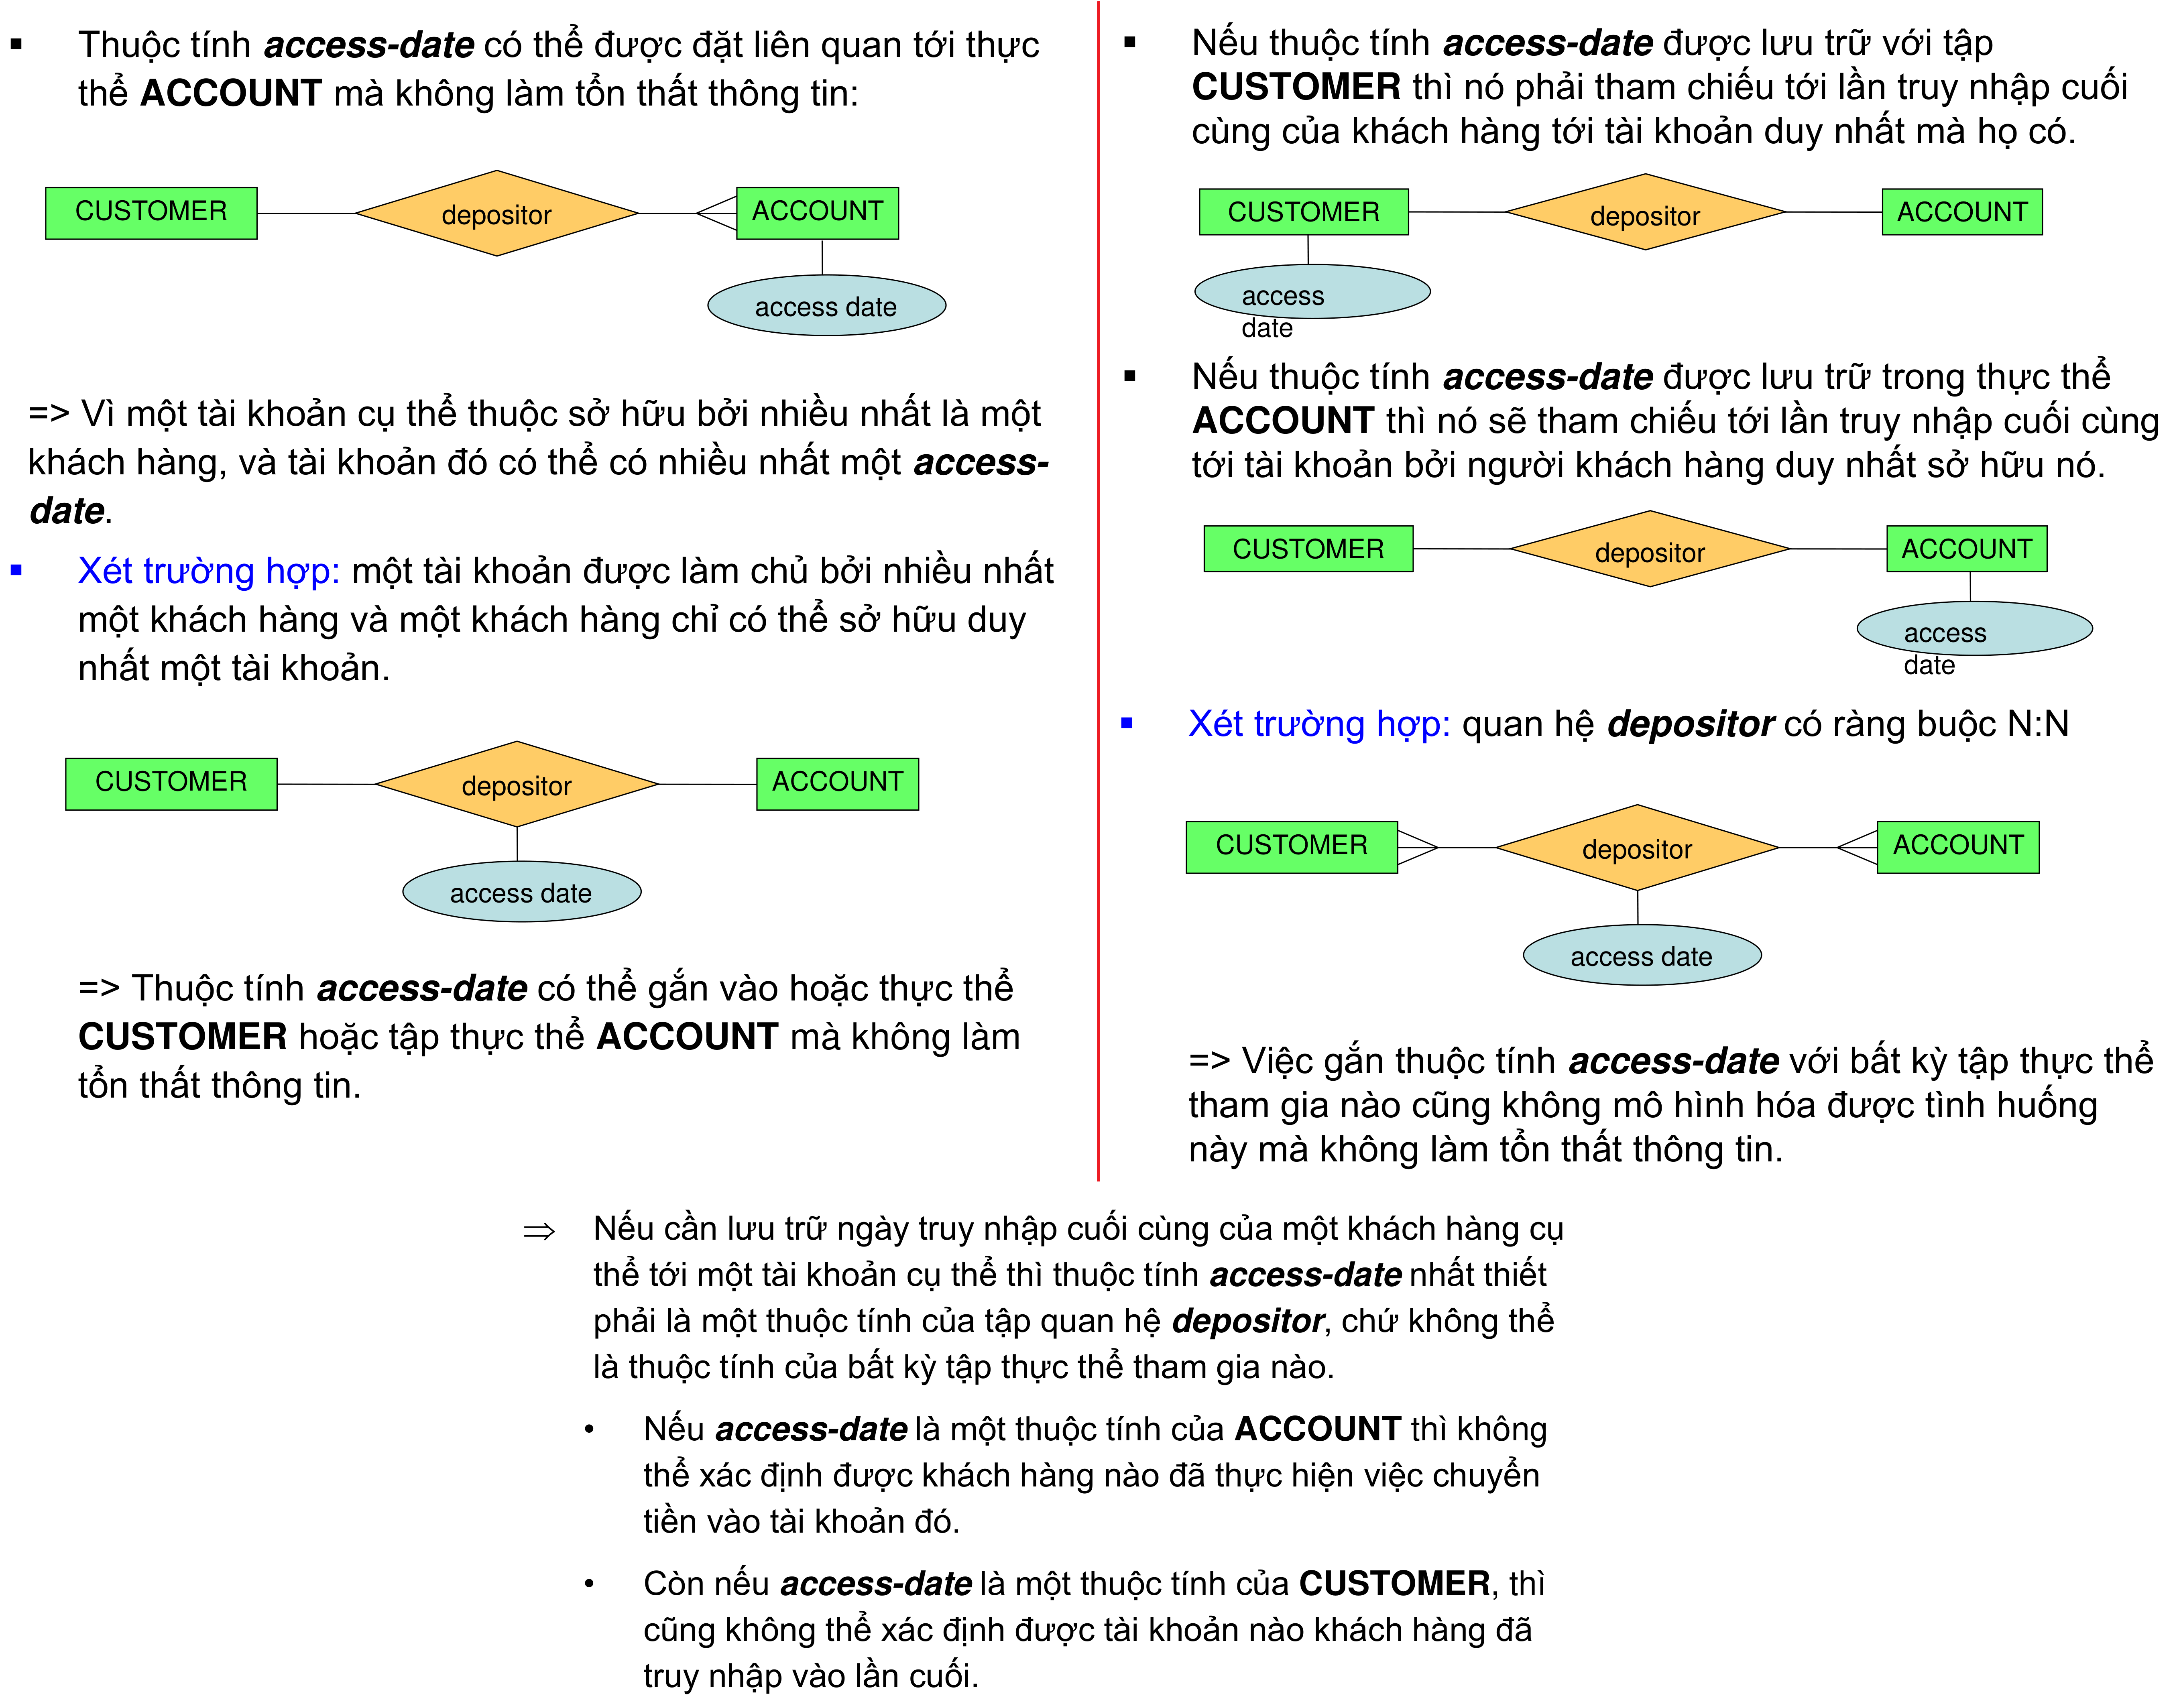 ▪ Thuộc tính access-date có thể được đặt liên quan tới thực
thể ACCOUNT mà không làm tổn thất thông tin:
CUSTOMER
depositor
ACCOUNT
access date
=> Vì một tài khoản cụ thể thuộc sở hữu bởi nhiều nhất là một
khách hàng, và tài khoản đó có thể có nhiều nhất một access-
date.
▪ Xét trường hợp: một tài khoản được làm chủ bởi nhiều nhất
một khách hàng và một khách hàng chỉ có thể sở hữu duy
nhất một tài khoản.
CUSTOMER
depositor
ACCOUNT
access date
=> Thuộc tính access-date có thể gắn vào hoặc thực thể
CUSTOMER hoặc tập thực thể ACCOUNT mà không làm
tổn thất thông tin.
▪ Nếu thuộc tính access-date được lưu trữ với tập
CUSTOMER thì nó phải tham chiếu tới lần truy nhập cuối
cùng của khách hàng tới tài khoản duy nhất mà họ có.
CUSTOMER
depositor
ACCOUNT
access
date
▪ Nếu thuộc tính access-date được lưu trữ trong thực thể
ACCOUNT thì nó sẽ tham chiếu tới lần truy nhập cuối cùng
tới tài khoản bởi người khách hàng duy nhất sở hữu nó.
CUSTOMER
depositor
ACCOUNT
access
date
▪ Xét trường hợp: quan hệ depositor có ràng buộc N:N
CUSTOMER
depositor
ACCOUNT
access date
=> Việc gắn thuộc tính access-date với bất kỳ tập thực thể
tham gia nào cũng không mô hình hóa được tình huống
này mà không làm tổn thất thông tin.
⇒ Nếu cần lưu trữ ngày truy nhập cuối cùng của một khách hàng cụ
thể tới một tài khoản cụ thể thì thuộc tính access-date nhất thiết
phải là một thuộc tính của tập quan hệ depositor, chứ không thể
là thuộc tính của bất kỳ tập thực thể tham gia nào.
• Nếu access-date là một thuộc tính của ACCOUNT thì không
thể xác định được khách hàng nào đã thực hiện việc chuyển
tiền vào tài khoản đó.
• Còn nếu access-date là một thuộc tính của CUSTOMER, thì
cũng không thể xác định được tài khoản nào khách hàng đã
truy nhập vào lần cuối.